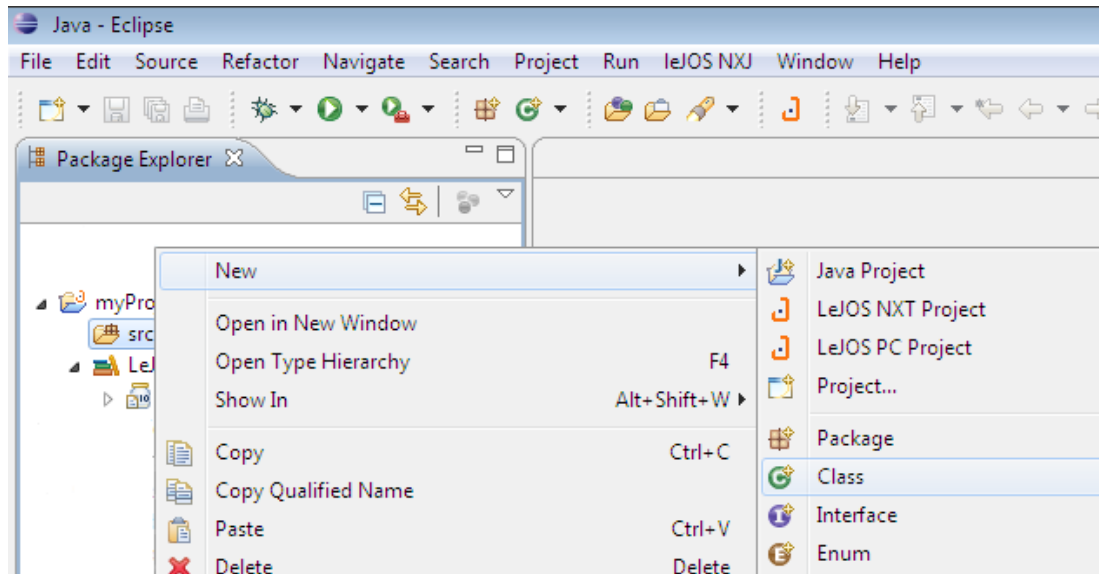 Java - Eclipse
File Edit Source Refactor Navigate Search Project Run leJOS NXJ Window Help
Package Explorer
New
Java Project
myPro
LeJOS NXT Project
src
Open in New Window
LeJ
Open Type Hierarchy F4
LeJOS PC Project
Show In Alt+Shift+W
Project...
Copy Ctrl+C
Package
Copy Qualified Name
Class
Paste Ctrl+V
Interface
Delete Delete
Enum